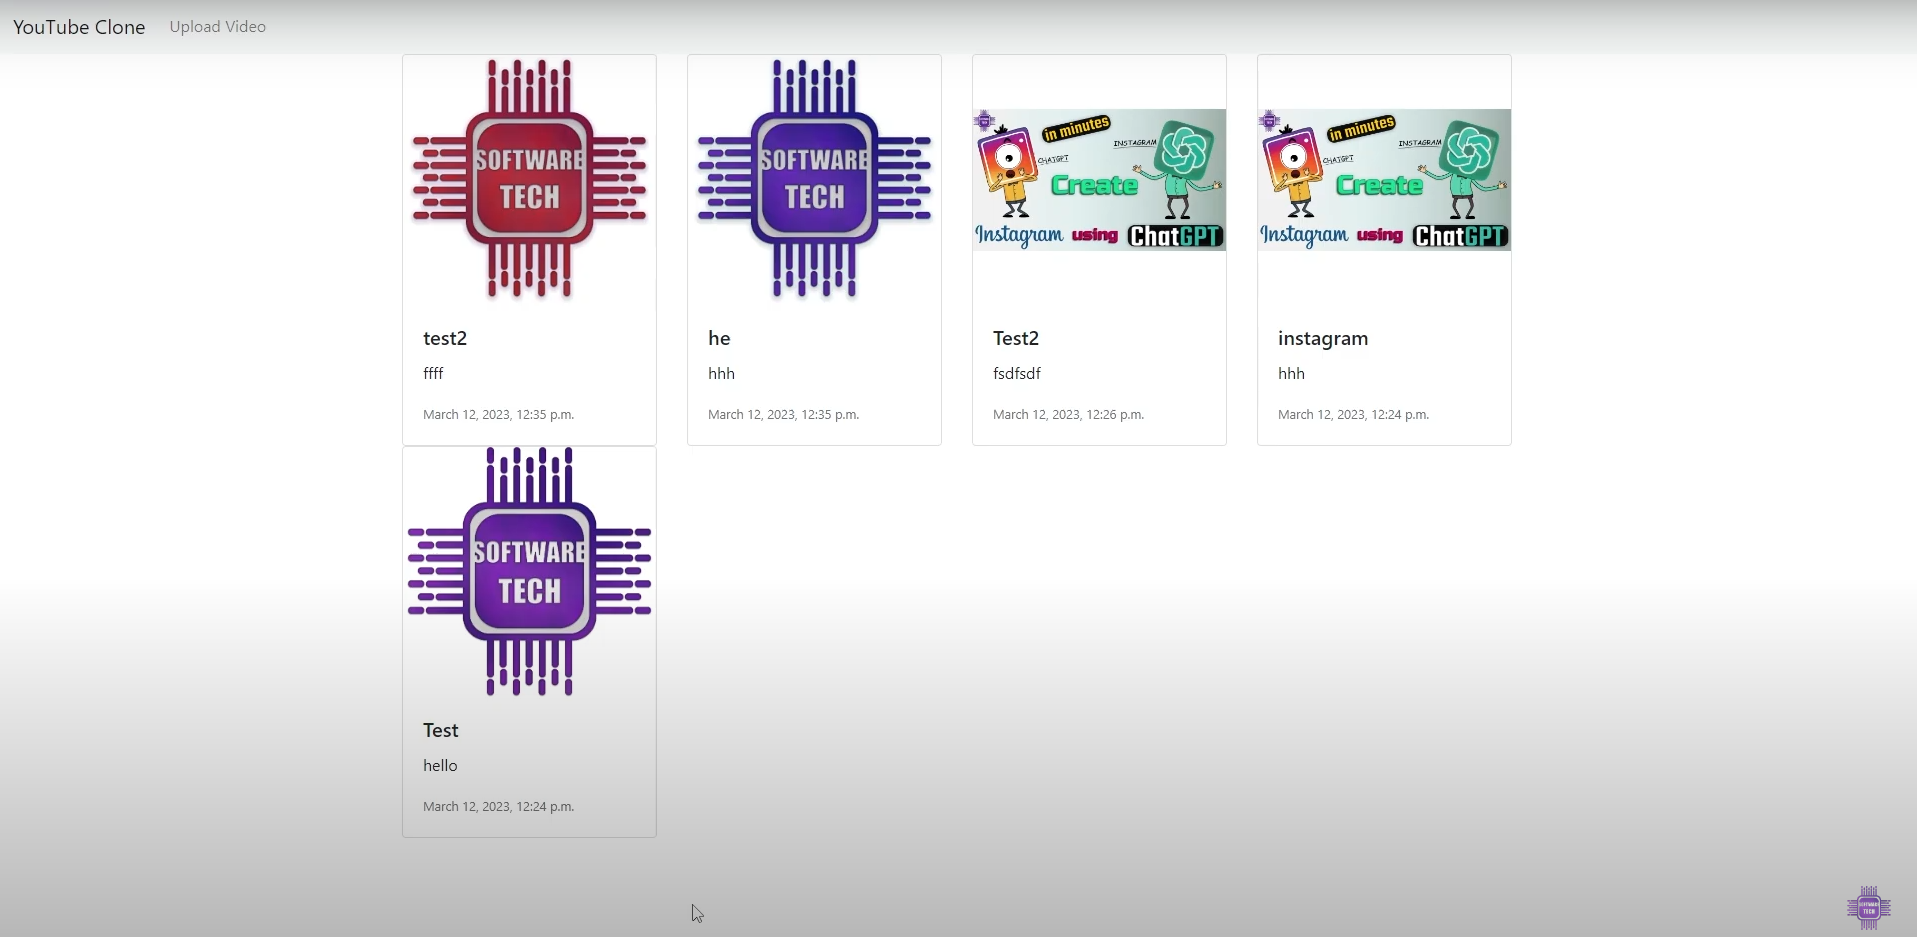 YouTube Clone Upload Video
SOFTWARE
TECH
test2
ffff
March 12, 2023, 12:35 p.m.
SOFTWARE
TECH
he
hhh
March 12, 2023, 12:35 p.m.
in minutes
CHATGPT
INSTAGRAM
Create
Instagram using ChatGPT
Test2
fsdfsdf
March 12, 2023, 12:26 p.m.
in minutes
CHATGPT
INSTAGRAM
Create
Instagram using ChatGPT
instagram
hhh
March 12, 2023, 12:24 p.m.
SOFTWARE
TECH
Test
hello
March 12, 2023, 12:24 p.m.
SOFTWARE
TECH